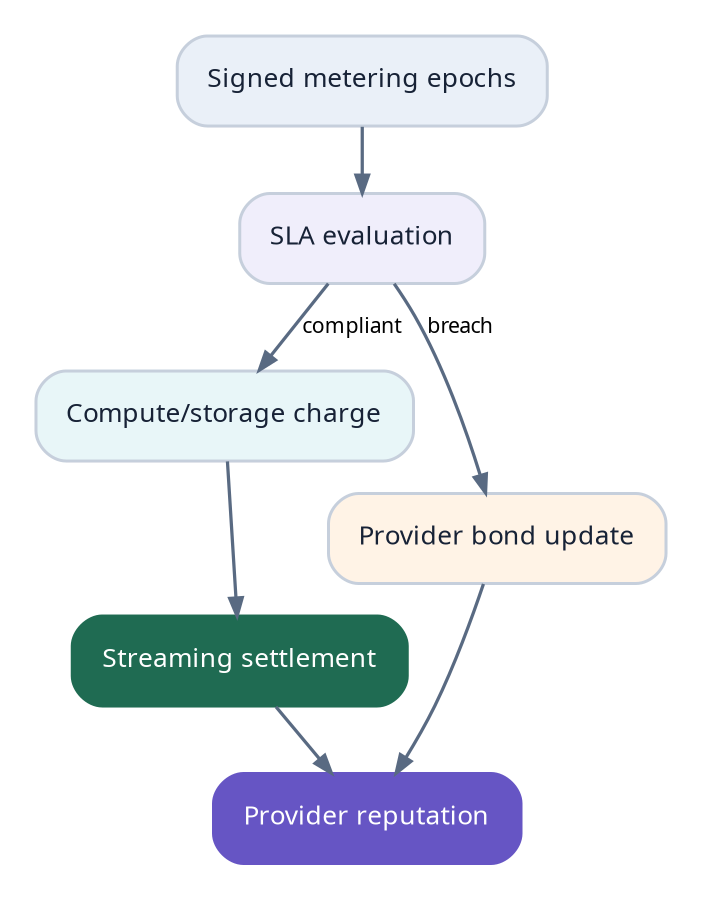 Signed metering epochs
SLA evaluation
compliant
breach
Compute/storage charge
Provider bond update
Streaming settlement
Provider reputation